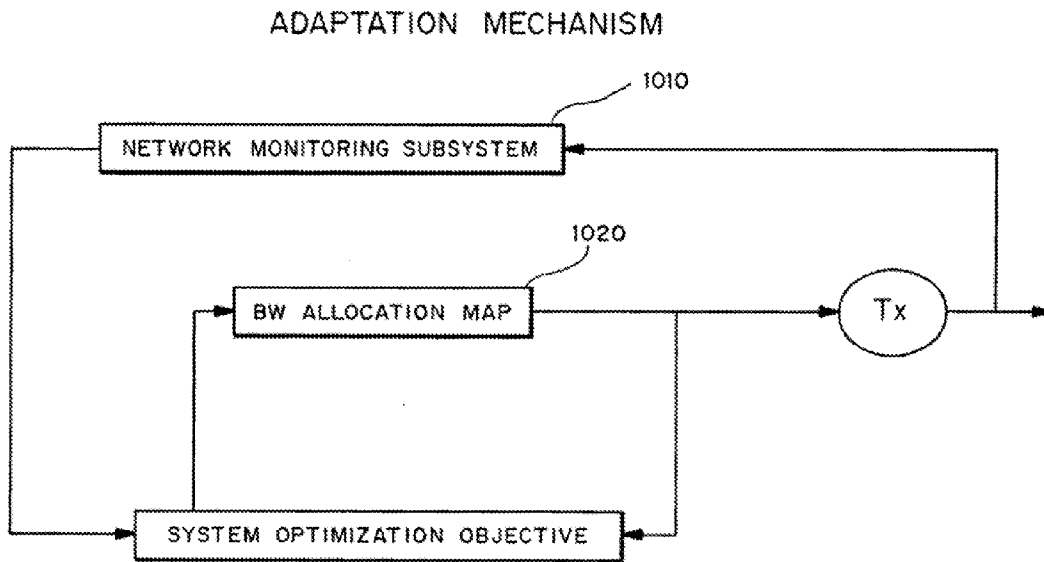 ADAPTATION MECHANISM
1010
NETWORK MONITORING SUBSYSTEM
1020
BW ALLOCATION MAP
Tx
SYSTEM OPTIMIZATION OBJECTIVE